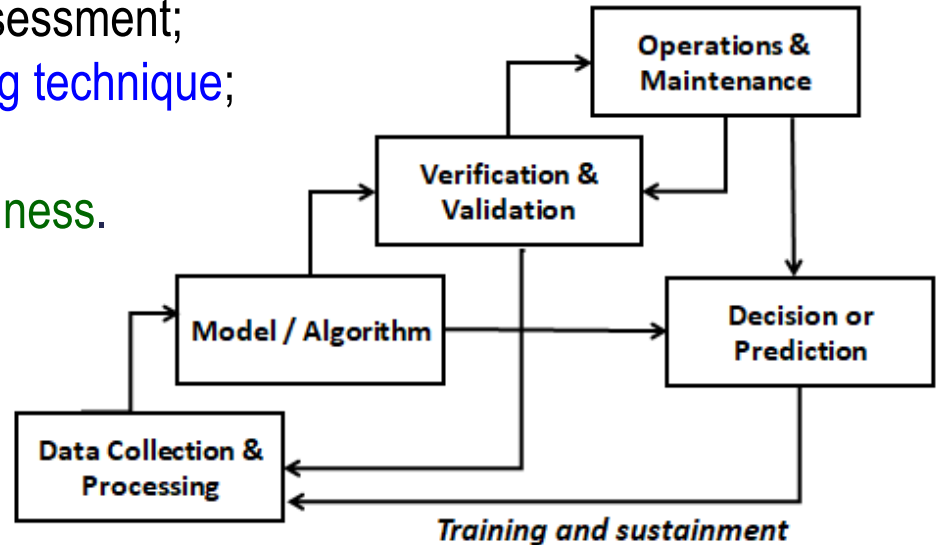 sessment;
g technique;
ness.
Operations &
Maintenance
Verification &
Validation
Model / Algorithm
Decision or
Prediction
Data Collection &
Processing
Training and sustainment